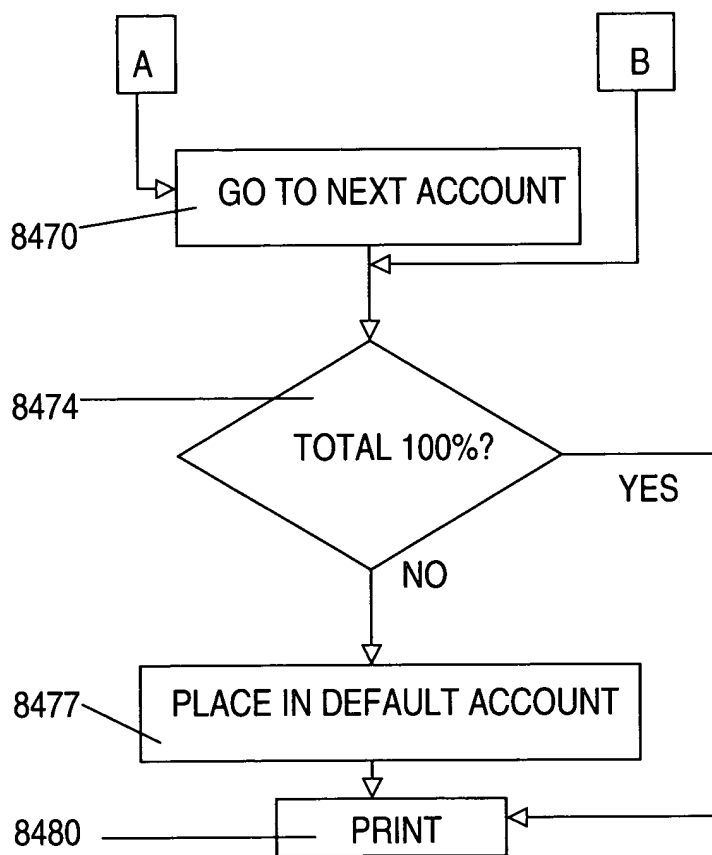 A
B
GO TO NEXT ACCOUNT
8470
8474
TOTAL 100%?
YES
NO
8477
PLACE IN DEFAULT ACCOUNT
8480
PRINT